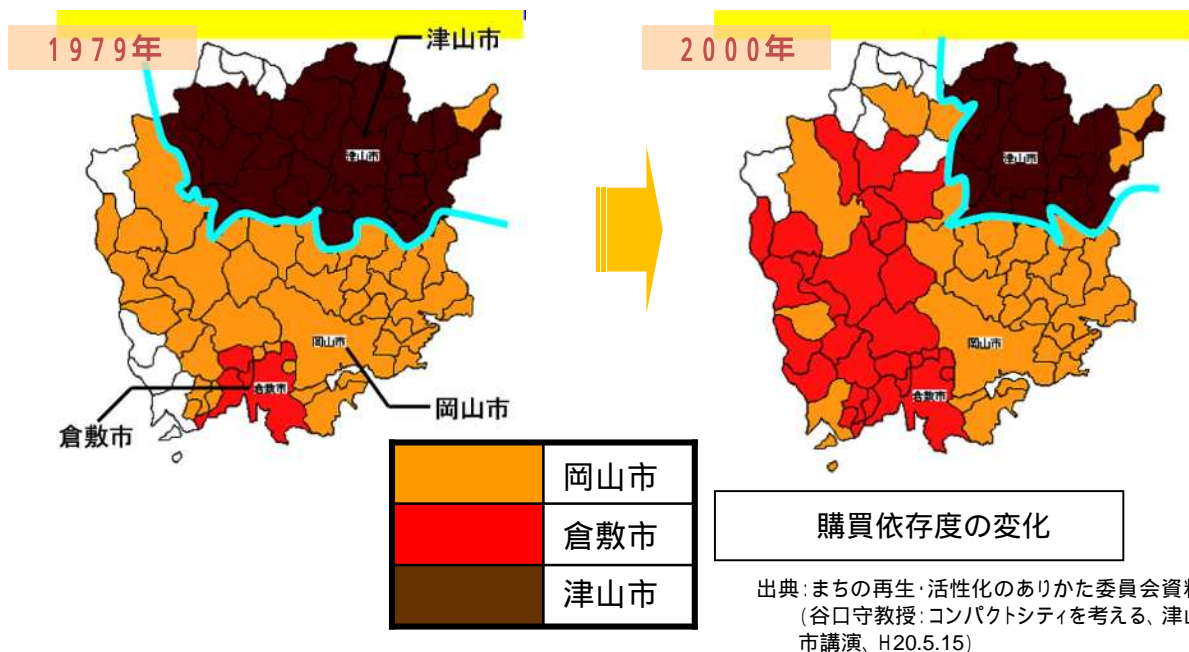 1979年
津山市
津山市
岡山市
倉敷市
岡山市
倉敷市
2000年
津山市
岡山市
倉敷市
岡山市
倉敷市
津山市
購買依存度の変化
出典:まちの再生・活性化のありかた委員会資料
(谷口守教授:コンパクトシティを考える、津山
市講演、H20.5.15)